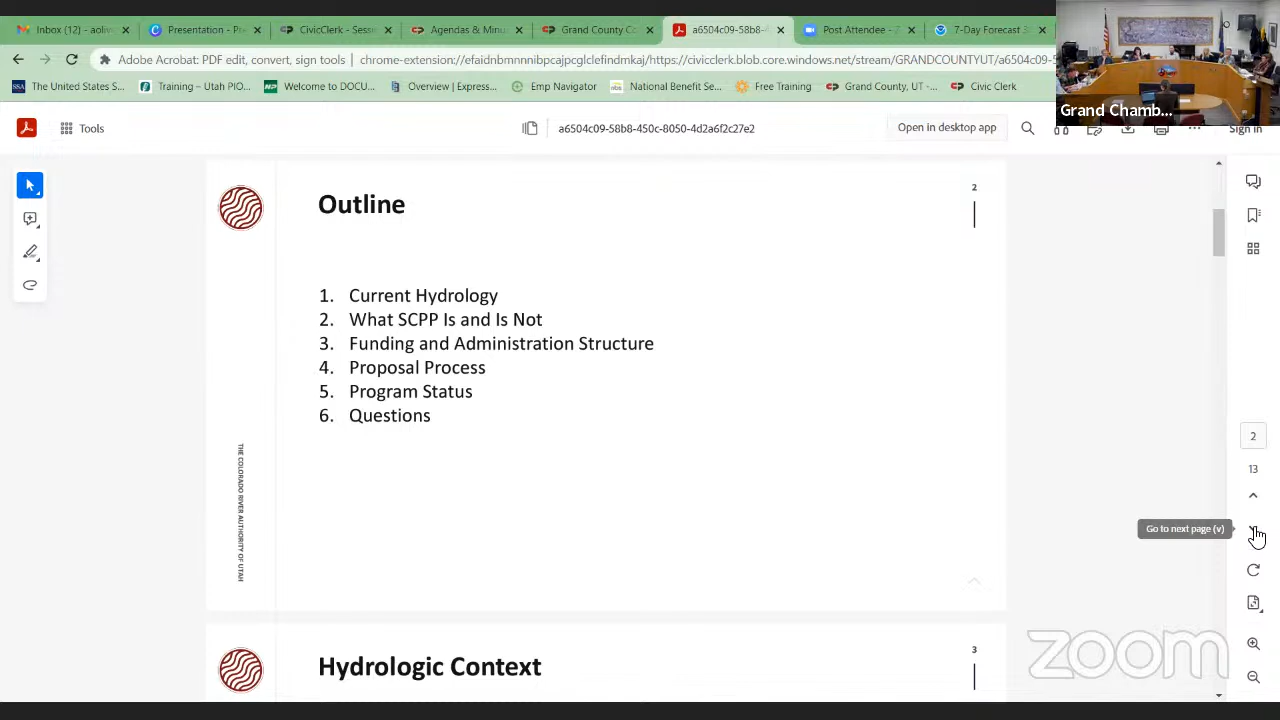 Inbox (12) - aolive
Presentation -
CivicClerk - Sess
Agendas & Minu
Grand County Co
a6504c09-58b8-
Post Attendee -
7-Day Forecast
Adobe Acrobat: PDF edit, convert, sign tools
chrome-extension://efaidnbmnnnibpcajpcglclefindmkaj/https://civicclerk.blob.core.windows.net/stream/GRANDCOUNTYUT/a6504c09-5
The United States S...
Training – Utah PIO...
Welcome to DOCU...
Overview | Express...
Emp Navigator
National Benefit Se...
Free Training
Grand County, UT -...
Civic Clerk
Grand Chamb...
Tools
a6504c09-58b8-450c-8050-4d2a6f2c27e2
Open in desktop app
Sign in
Outline
2
1. Current Hydrology
2. What SCPP Is and Is Not
3. Funding and Administration Structure
4. Proposal Process
5. Program Status
6. Questions
THE COLORADO RIVER AUTHORITY OF UTAH
2
13
Go to next page (v)
Hydrologic Context
3
zoom